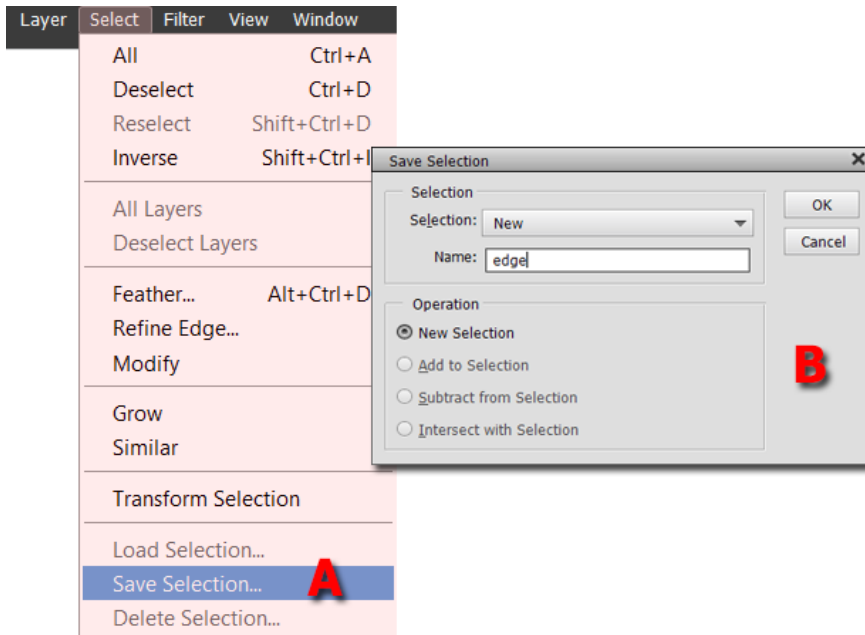 Layer Select Filter View Window
All Ctrl+A
Deselect Ctrl+D
Reselect Shift+Ctrl+D
Inverse Shift+Ctrl+I
All Layers
Deselect Layers
Feather... Alt+Ctrl+D
Refine Edge...
Modify
Grow
Similar
Transform Selection
Load Selection...
Save Selection...
A
Delete Selection...
Save Selection
Selection
Selection: New
Name: edge
OK
Cancel
Operation
New Selection
Add to Selection
Subtract from Selection
Intersect with Selection
B